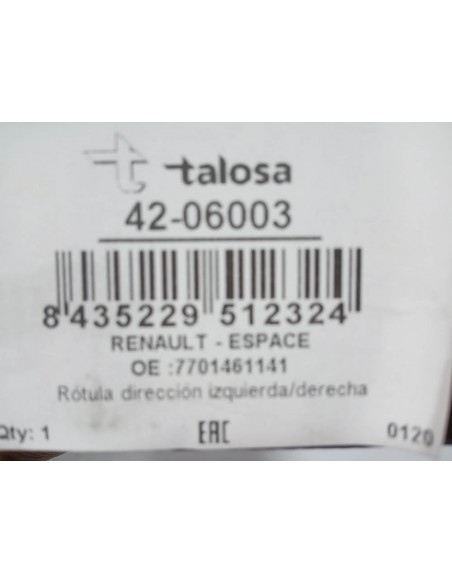 talosa
42-06003
8 435229 512324
RENAULT - ESPACE
OE :7701461141
Rótula dirección izquierda/derecha
Qty: 1 EAC 0120